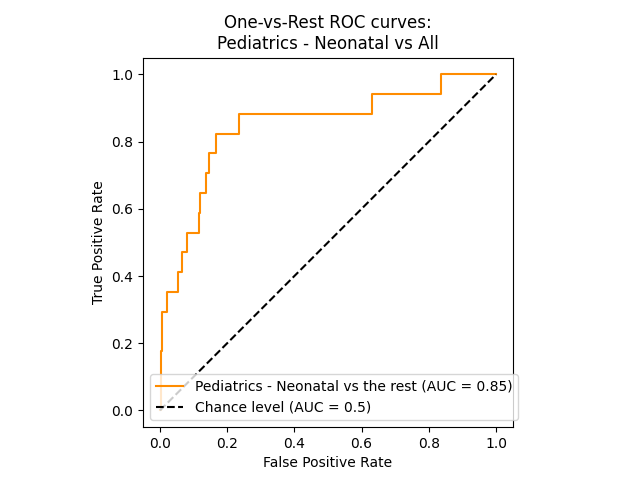 One-vs-Rest ROC curves:
Pediatrics - Neonatal vs All
1.0
0.8
0.6
0.4
0.2
0.0
True Positive Rate
Pediatrics - Neonatal vs the rest (AUC = 0.85)
Chance level (AUC = 0.5)
0.0 0.2 0.4 0.6 0.8 1.0
False Positive Rate